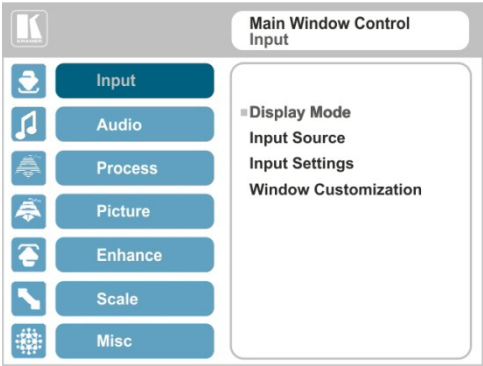 K
KRAMER
Main Window Control
Input
Input
Audio
Process
Picture
Enhance
Scale
Misc
Display Mode
Input Source
Input Settings
Window Customization